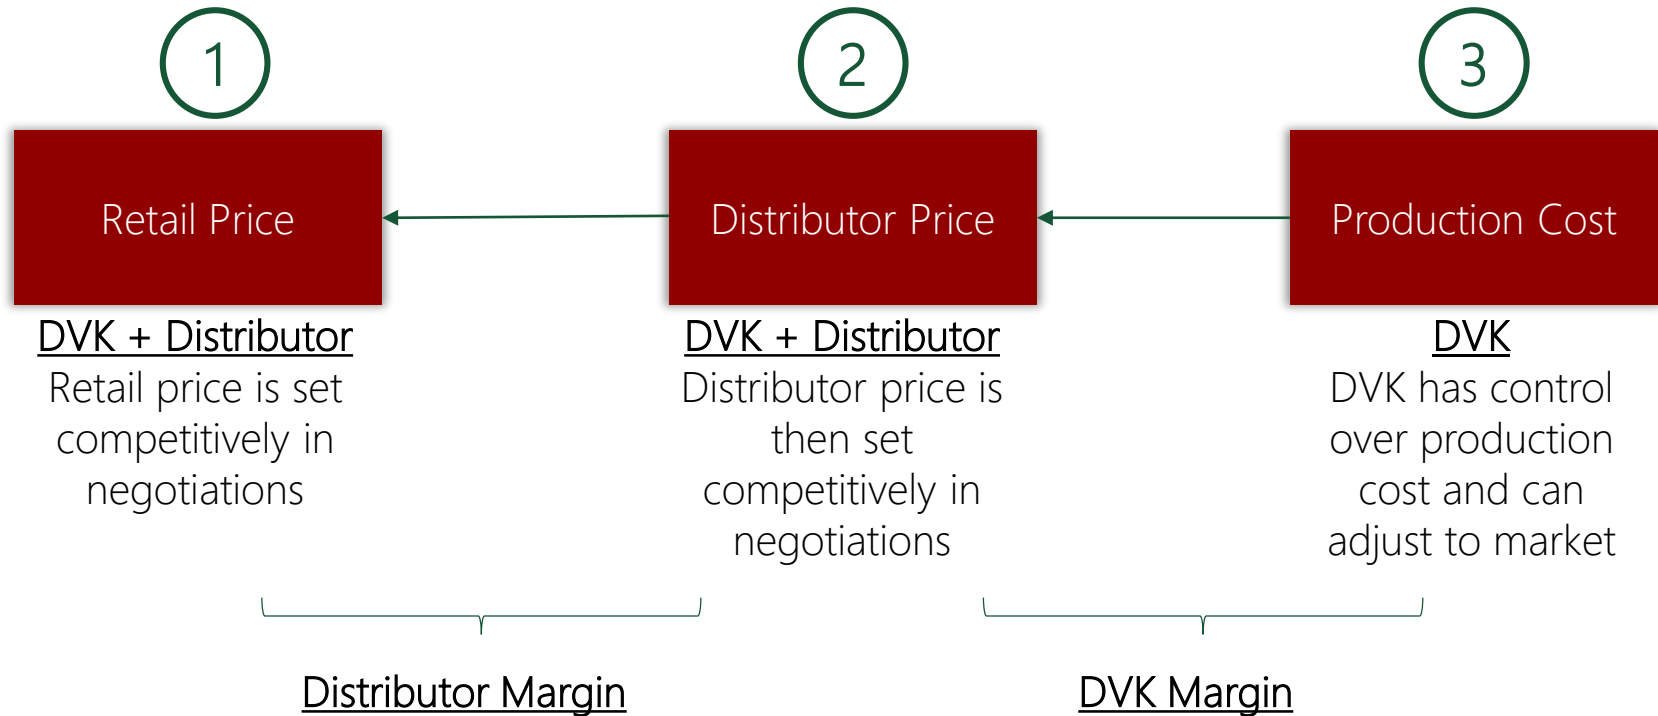 1
2
3
Retail Price
Distributor Price
Production Cost
DVK + Distributor
Retail price is set
competitively in
negotiations
DVK + Distributor
Distributor price is
then set
competitively in
negotiations
DVK
DVK has control
over production
cost and can
adjust to market
Distributor Margin
DVK Margin